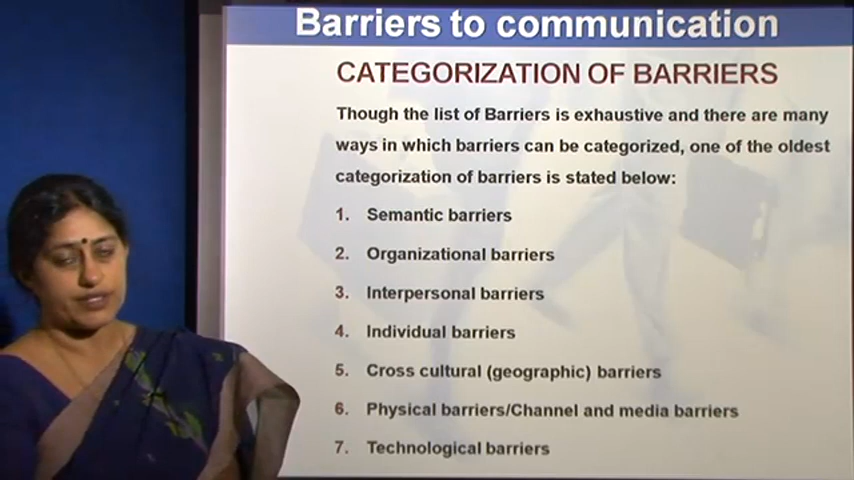 Barriers to communication
CATEGORIZATION OF BARRIERS
Though the list of Barriers is exhaustive and there are many
ways in which barriers can be categorized, one of the oldest
categorization of barriers is stated below:
1. Semantic barriers
2. Organizational barriers
3. Interpersonal barriers
4. Individual barriers
5. Cross cultural (geographic) barriers
6. Physical barriers/Channel and media barriers
7. Technological barriers